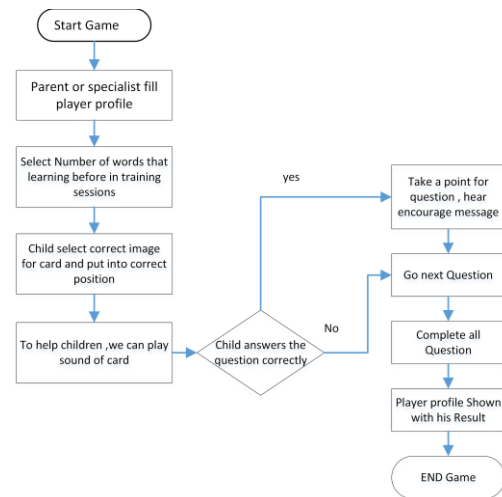 Start Game
Parent or specialist fill
player profile
Select Number of words that
learning before in training
sessions
Child select correct image
for card and put into correct
position
To help children ,we can play
sound of card
Child answers the
question correctly
yes
No
Take a point for
question , hear
encourage message
Go next Question
Complete all
Question
Player profile Shown
with his Result
END Game